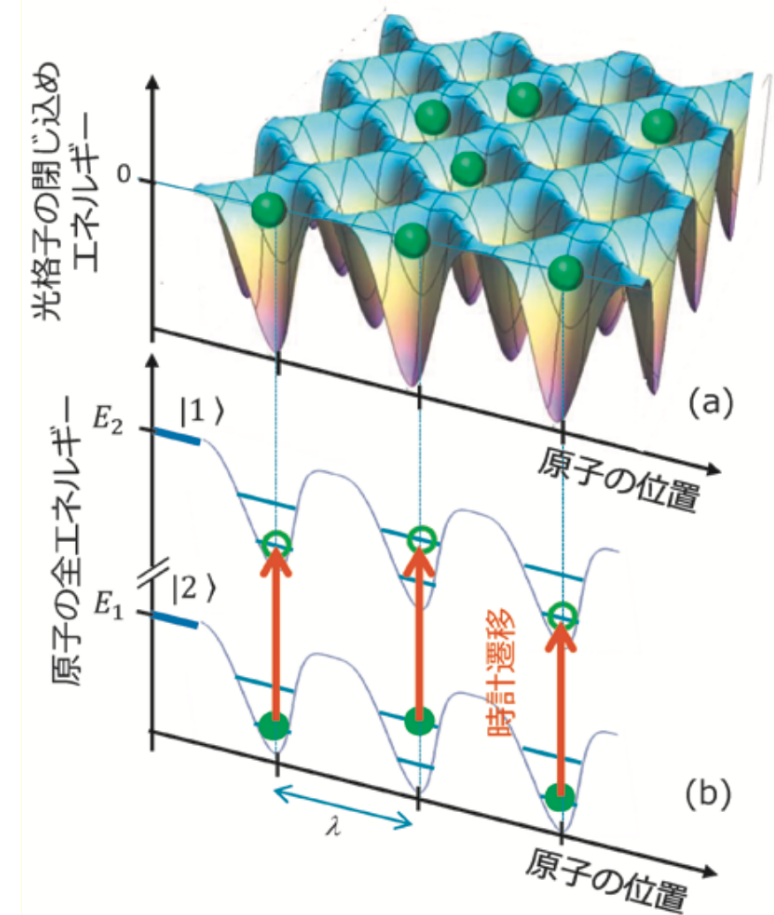 光格子の閉じ込め
エネルギー
0
(a)
原子の位置
原子の全エネルギー
E₂
|1⟩
E₁
|2⟩
時計遷移
λ
(b)
原子の位置